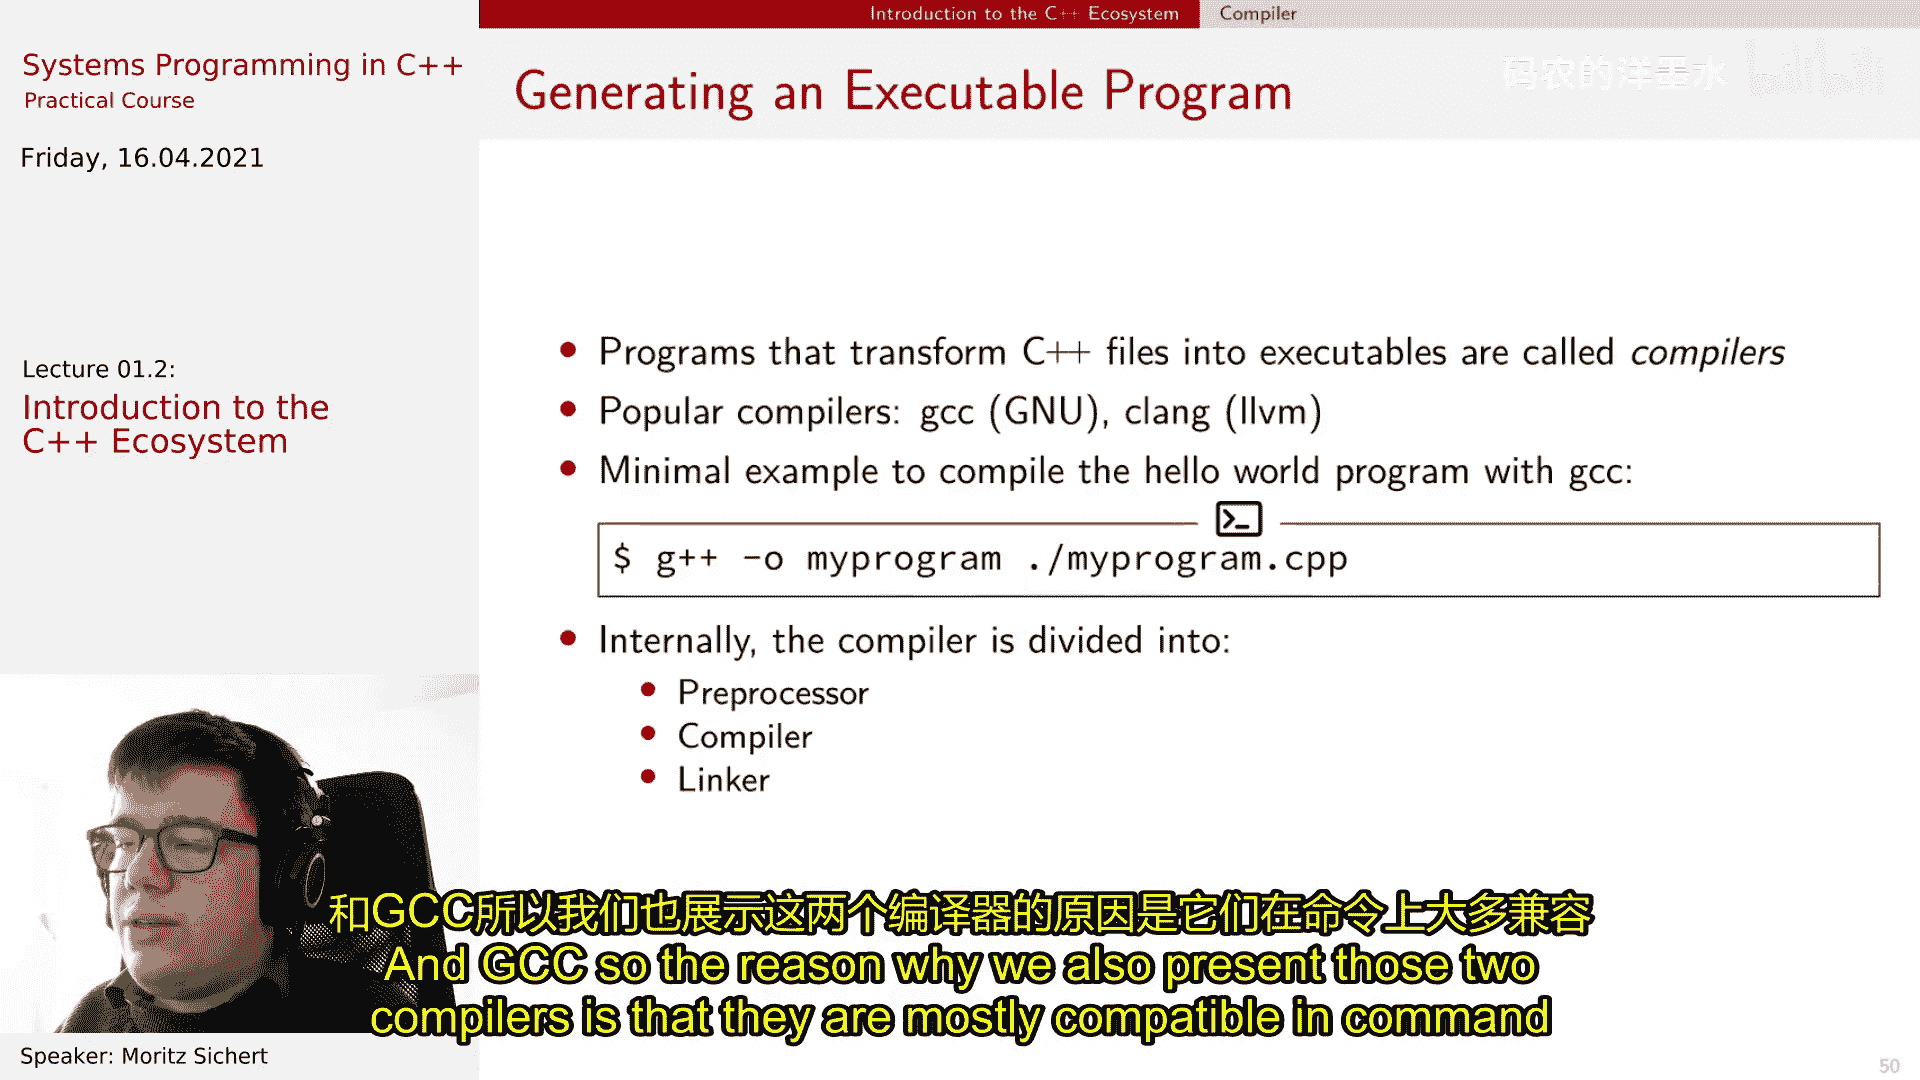 Introduction to the C++ Ecosystem
Compiler
Systems Programming in C++
Practical Course
Friday, 16.04.2021
Generating an Executable Program
码农的洋墨水
Programs that transform C++ files into executables are called compilers
Popular compilers: gcc (GNU), clang (llvm)
Minimal example to compile the hello world program with gcc:
>_
$ g++ -o myprogram ./myprogram.cpp
Internally, the compiler is divided into:
Preprocessor
Compiler
Linker
Lecture 01.2:
Introduction to the
C++ Ecosystem
和GCC所以我们也展示这两个编译器的原因是它们在命令上大多兼容
And GCC so the reason why we also present those two
compilers is that they are mostly compatible in command
Speaker: Moritz Sichert
50